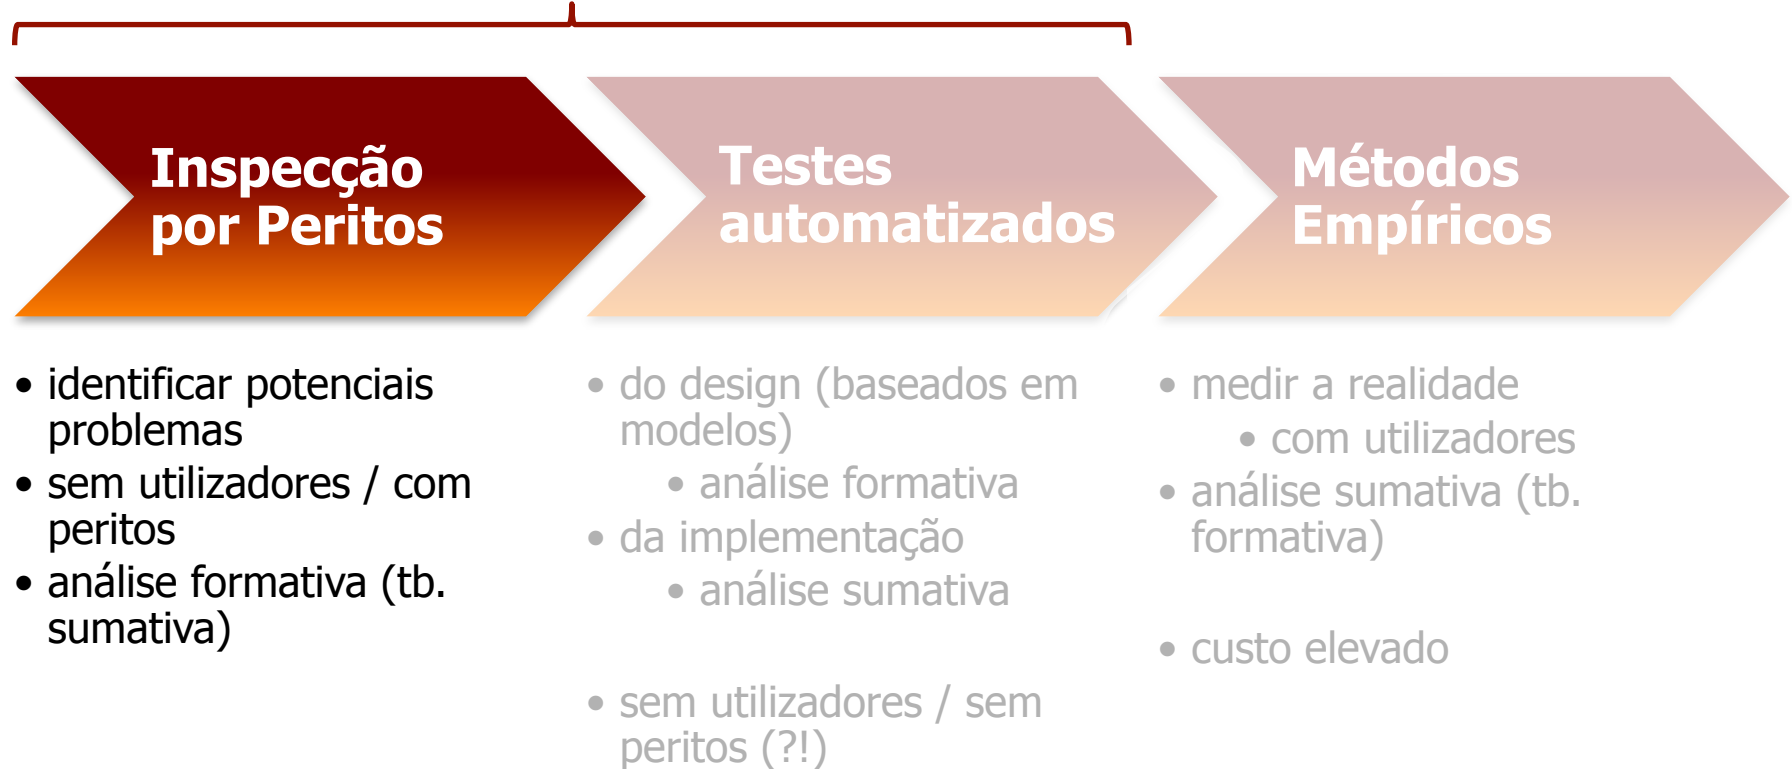 Inspecção
por Peritos
• identificar potenciais
problemas
• sem utilizadores / com
peritos
• análise formativa (tb.
sumativa)
Testes
automatizados
• do design (baseados em
modelos)
• análise formativa
• da implementação
• análise sumativa
• sem utilizadores / sem
peritos (?!)
Métodos
Empíricos
• medir a realidade
• com utilizadores
• análise sumativa (tb.
formativa)
• custo elevado